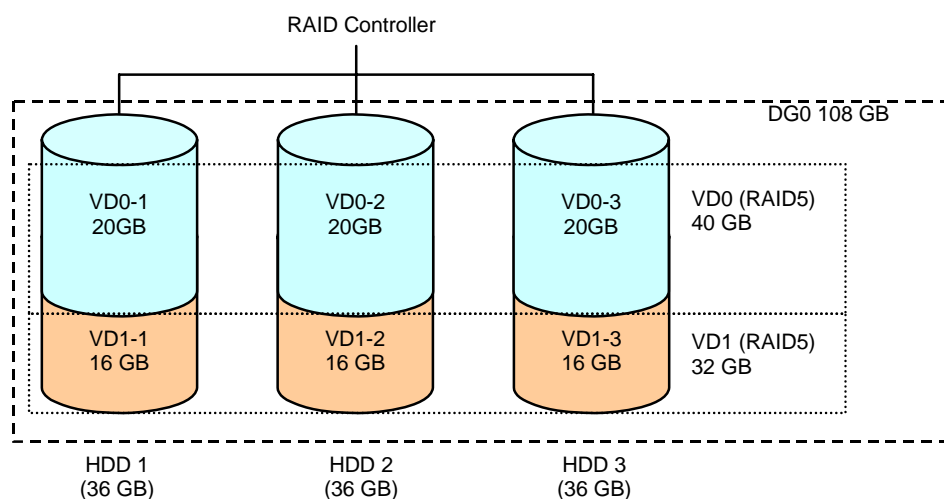 RAID Controller
DG0 108 GB
VD0-1
20GB
VD0-2
20GB
VD0-3
20GB
VD0 (RAID5)
40 GB
VD1-1
16 GB
VD1-2
16 GB
VD1-3
16 GB
VD1 (RAID5)
32 GB
HDD 1
(36 GB)
HDD 2
(36 GB)
HDD 3
(36 GB)